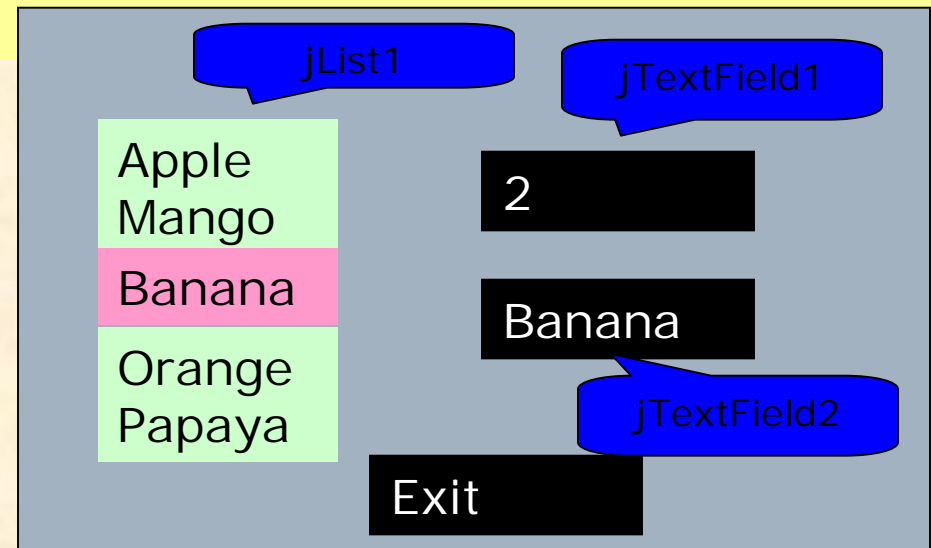 jList1
jTextField1
Apple
Mango
Banana
Orange
Papaya
2
Banana
jTextField2
Exit